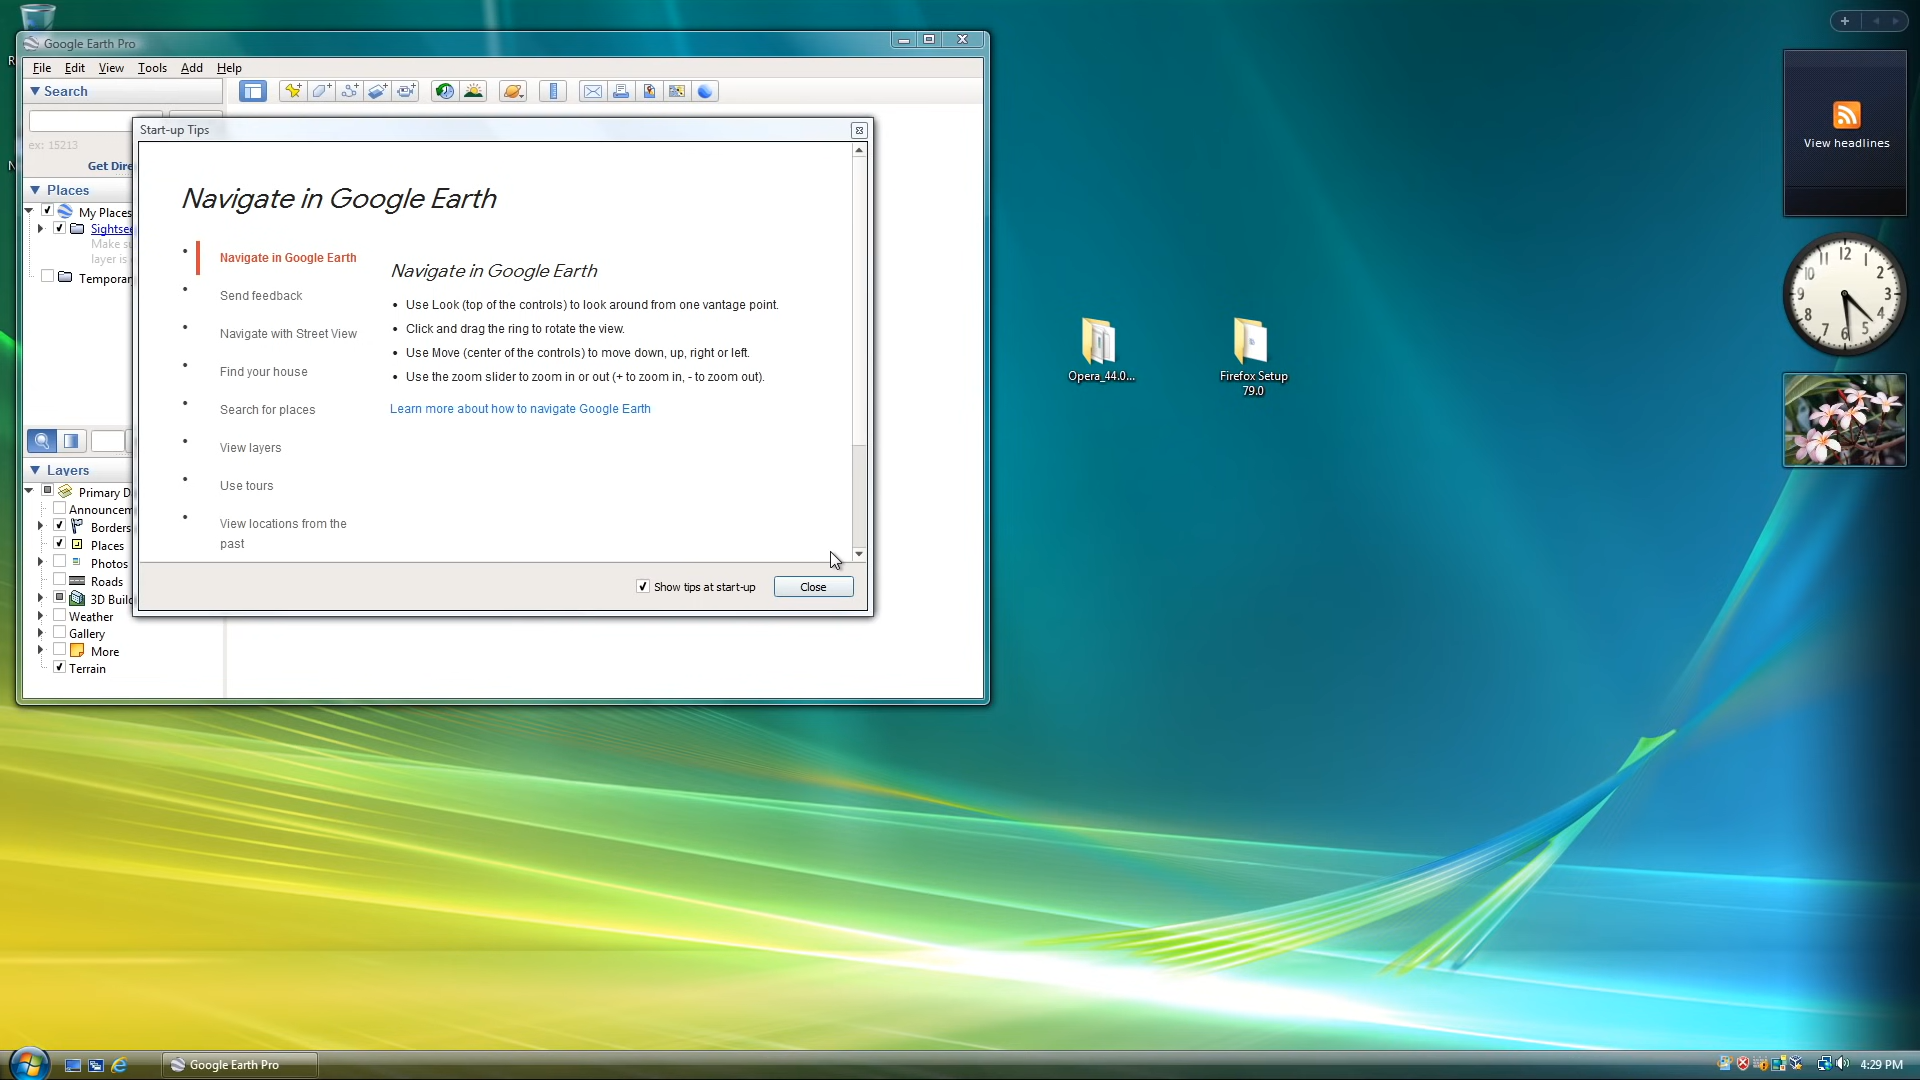 Google Earth Pro
File Edit View Tools Add Help
Search
ex: 15213
Get Dire
Places
My Places
Sightsee
Make su
layer is
Temporar
Layers
Primary D
Announcem
Borders
Places
Photos
Roads
3D Build
Weather
Gallery
More
Terrain
Start-up Tips
Navigate in Google Earth
Navigate in Google Earth
Send feedback
Navigate with Street View
Find your house
Search for places
View layers
Use tours
View locations from the
past
Navigate in Google Earth
• Use Look (top of the controls) to look around from one vantage point.
• Click and drag the ring to rotate the view.
• Use Move (center of the controls) to move down, up, right or left.
• Use the zoom slider to zoom in or out (+ to zoom in, - to zoom out).
Learn more about how to navigate Google Earth
Show tips at start-up
Close
Opera_44.0...
Firefox Setup
79.0
View headlines
12 1 2 3 4 5 6 7 8 9 10 11
Google Earth Pro
4:29 PM